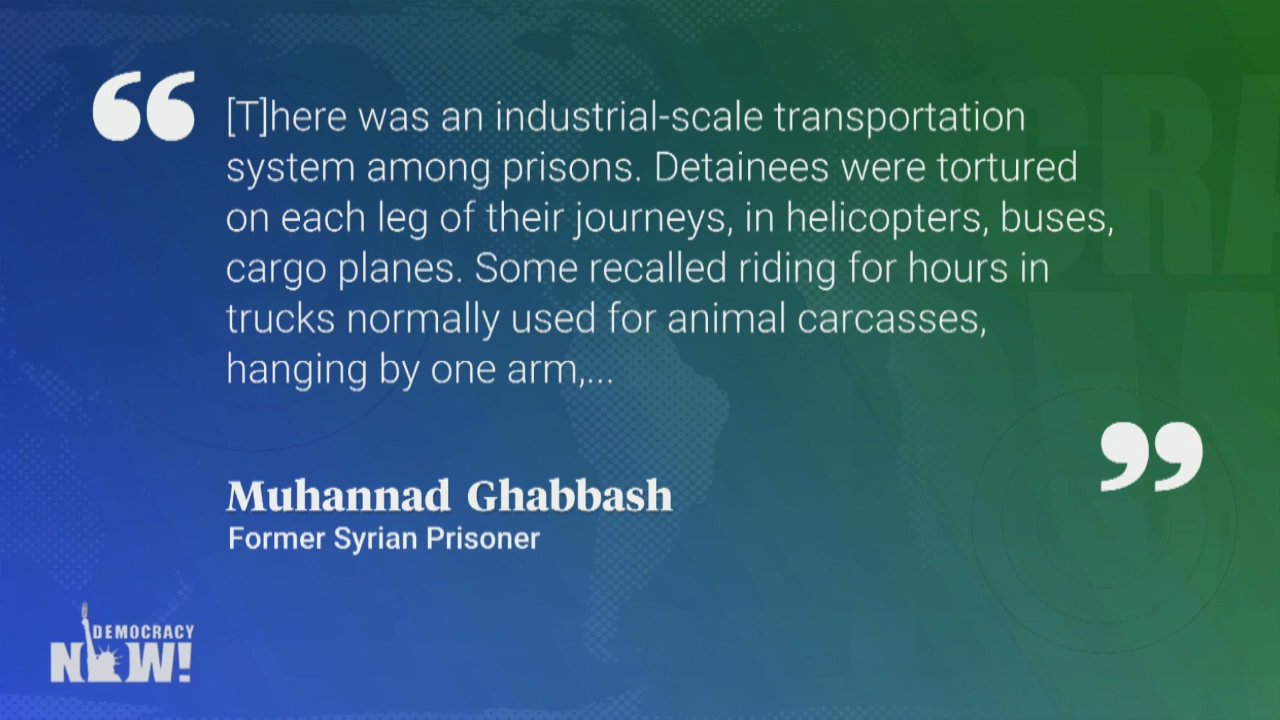 “
[T]here was an industrial-scale transportation
system among prisons. Detainees were tortured
on each leg of their journeys, in helicopters, buses,
cargo planes. Some recalled riding for hours in
trucks normally used for animal carcasses,
hanging by one arm,...
”
Muhannad Ghabbash
Former Syrian Prisoner
DEMOCRACY
NOW!